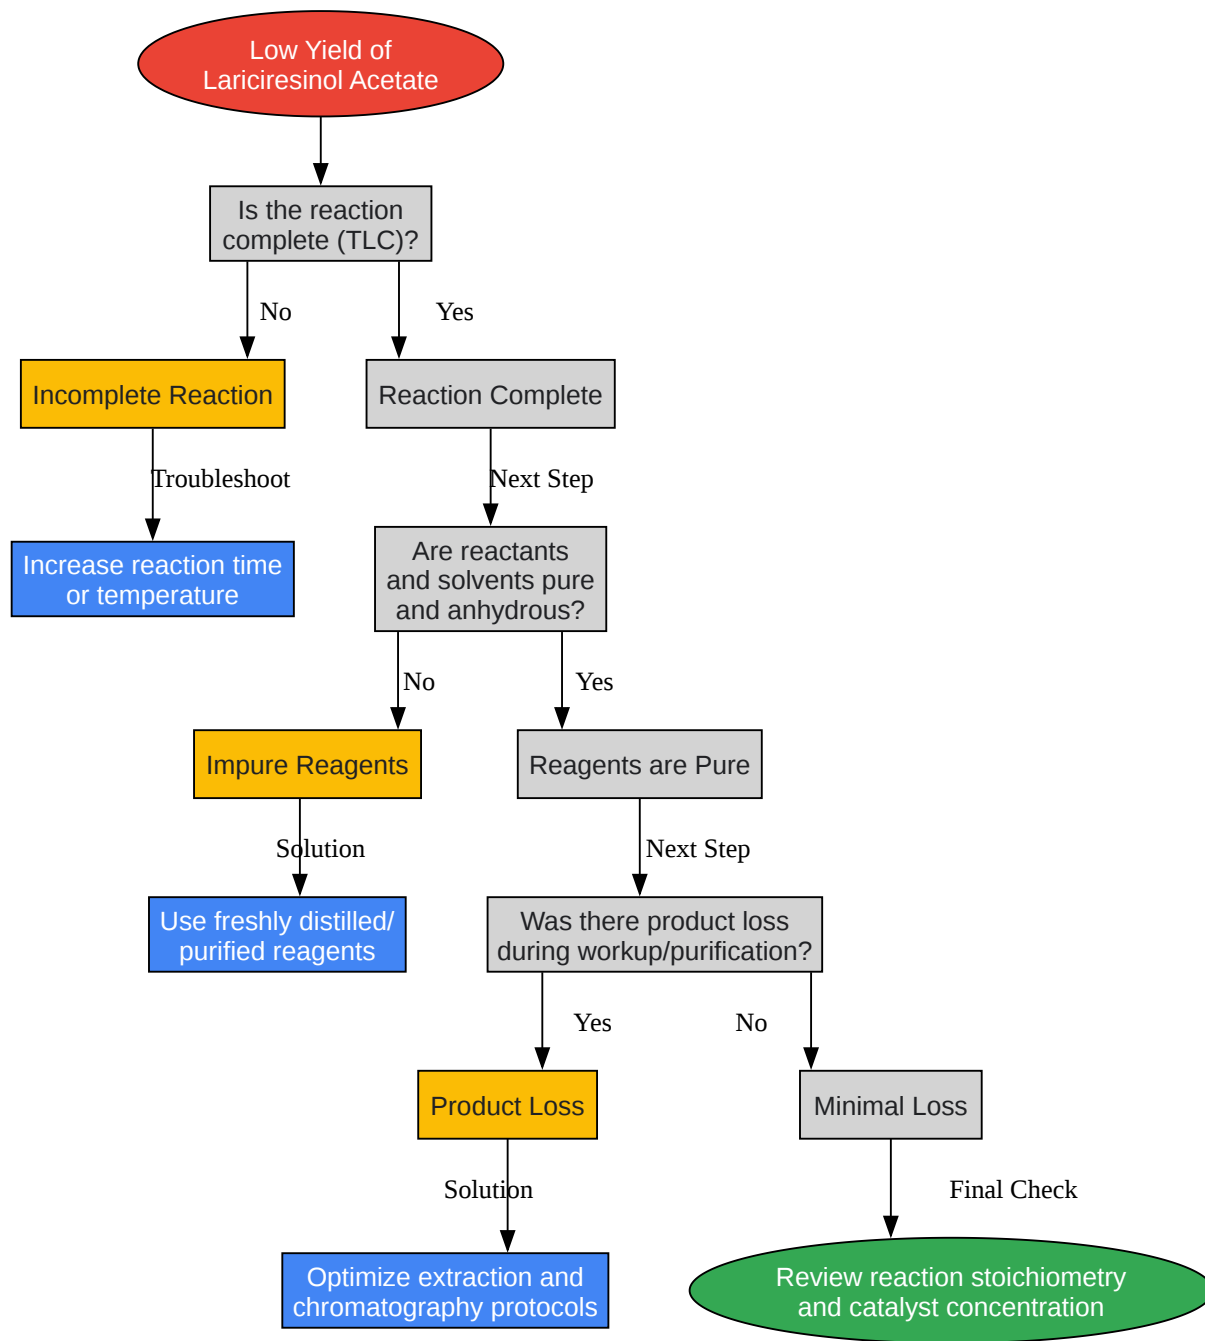 Low Yield of
Lariciresinol Acetate
Is the reaction
complete (TLC)?
No
Yes
Incomplete Reaction
Reaction Complete
Troubleshoot
Next Step
Increase reaction time
or temperature
Are reactants
and solvents pure
and anhydrous?
No
Yes
Impure Reagents
Reagents are Pure
Solution
Next Step
Use freshly distilled/
purified reagents
Was there product loss
during workup/purification?
Yes
No
Product Loss
Minimal Loss
Solution
Final Check
Optimize extraction and
chromatography protocols
Review reaction stoichiometry
and catalyst concentration